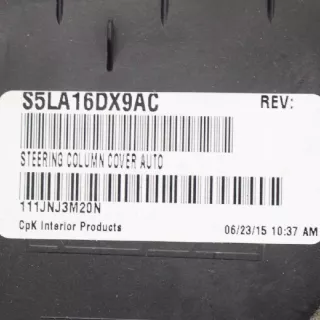 S5LA16DX9AC REV:
STEERING COLUMN COVER AUTO
111JNJ3M20N
CpK Interior Products 06/23/15 10:37 AM